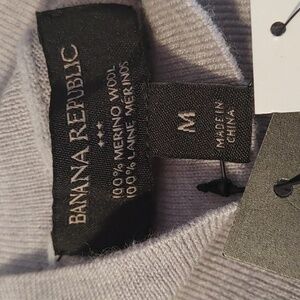 BANANA REPUBLIC
★★★
100% MERINO WOOL
100% LAINE MERINOS
M
MADE IN
CHINA